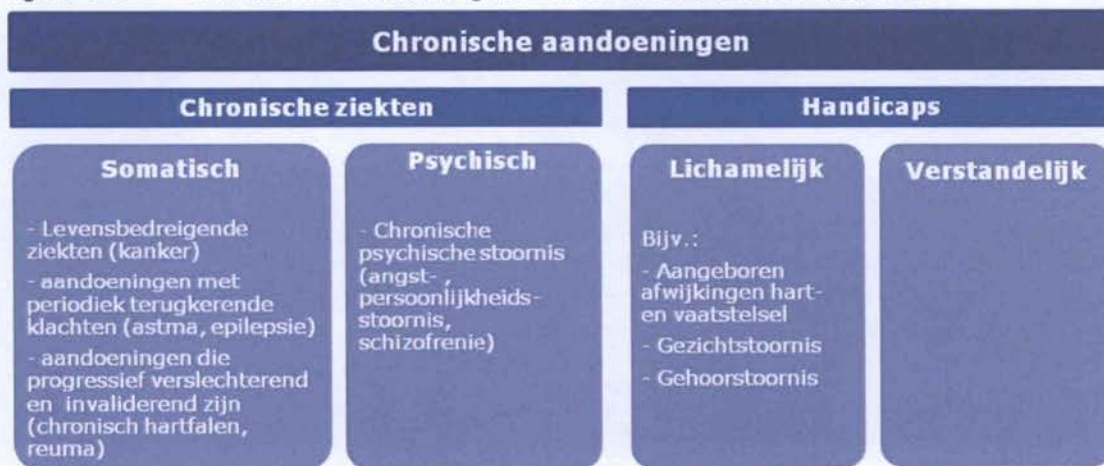 Chronische aandoeningen
Chronische ziekten
Handicaps
Somatisch
- Levensbedreigende
ziekten (kanker)
- aandoeningen met
periodiek terugkerende
klachten (astma, epilepsie)
- aandoeningen die
progressief verslechterend
en invaliderend zijn
(chronisch hartfalen,
reuma)
Psychisch
- Chronische
psychische stoornis
(angst- ,
persoonlijkheids-
stoornis,
schizofrenie)
Lichamelijk
Bijv.:
- Aangeboren
afwijkingen hart-
en vaatstelsel
- Gezichtstoornis
- Gehoorstoornis
Verstandelijk